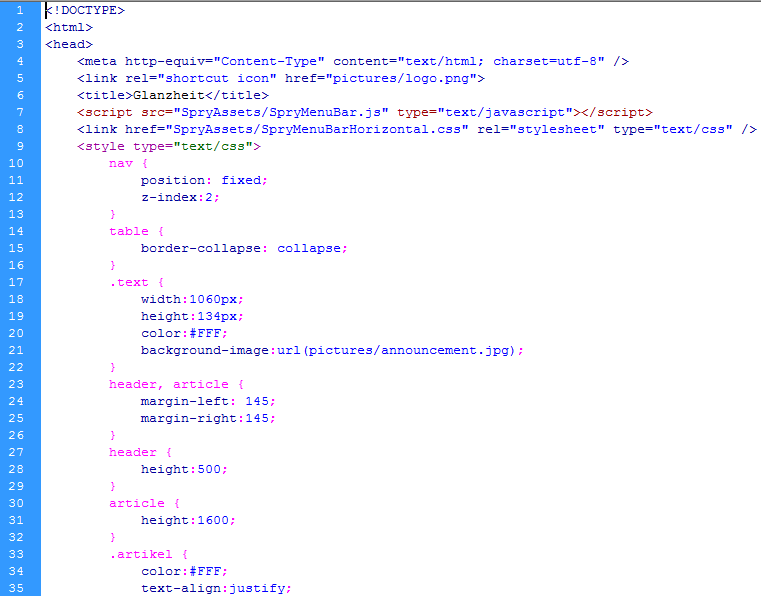 1 <!DOCTYPE>
2 <html>
3 <head>
4 <meta http-equiv="Content-Type" content="text/html; charset=utf-8" />
5 <link rel="shortcut icon" href="pictures/logo.png">
6 <title>Glanzheit</title>
7 <script src="SpryAssets/SpryMenuBar.js" type="text/javascript"></script>
8 <link href="SpryAssets/SpryMenuBarHorizontal.css" rel="stylesheet" type="text/css" />
9 <style type="text/css">
10 nav {
11 position: fixed;
12 z-index:2;
13 }
14 table {
15 border-collapse: collapse;
16 }
17 .text {
18 width:1060px;
19 height:134px;
20 color:#FFF;
21 background-image:url(pictures/announcement.jpg);
22 }
23 header, article {
24 margin-left: 145;
25 margin-right:145;
26 }
27 header {
28 height:500;
29 }
30 article {
31 height:1600;
32 }
33 .artikel {
34 color:#FFF;
35 text-align:justify;